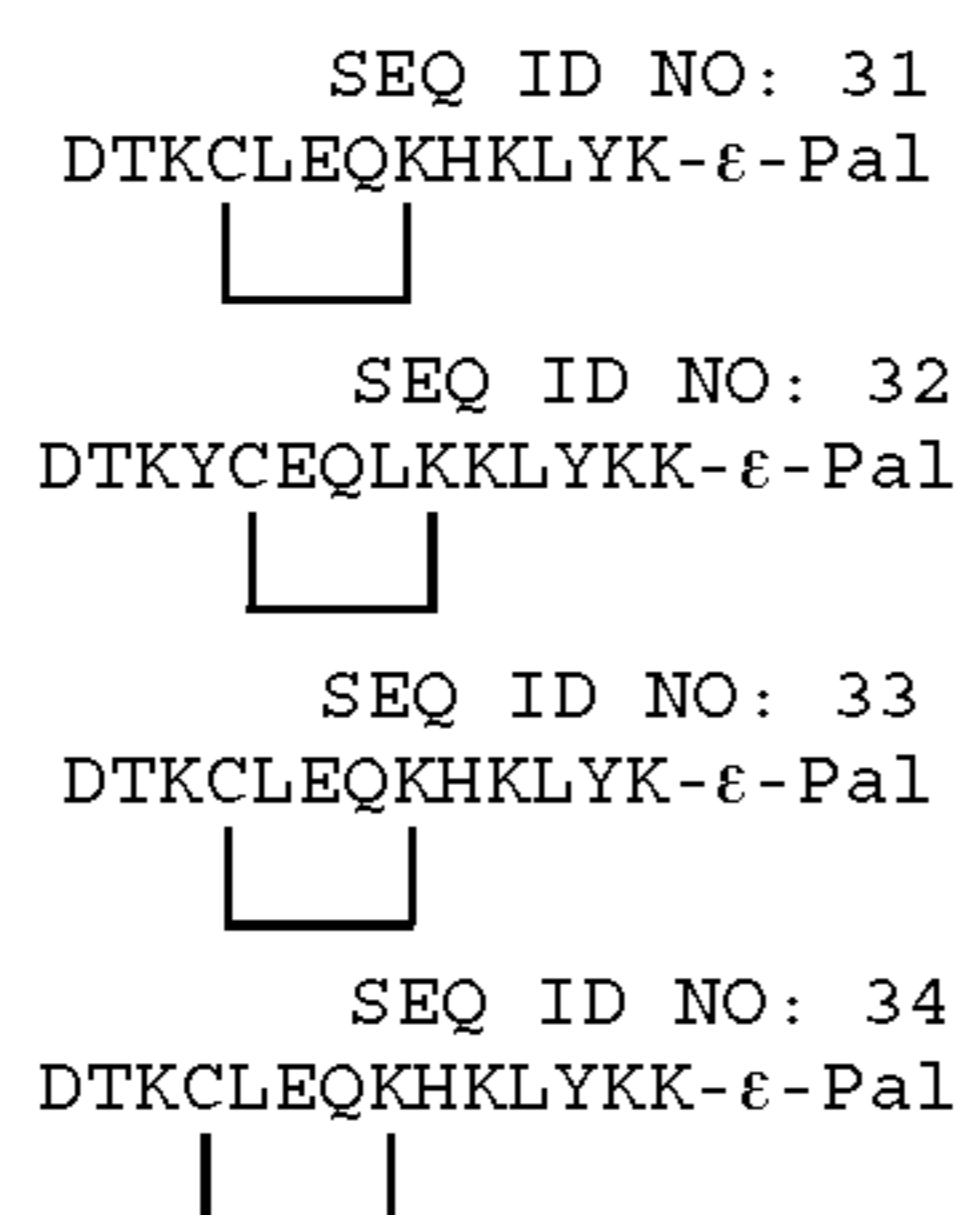 SEQ ID NO: 31
DTKCLEQKHKLYK-ε-Pal
SEQ ID NO: 32
DTKYCEQLKKLYKK-ε-Pal
SEQ ID NO: 33
DTKCLEQKHKLYK-ε-Pal
SEQ ID NO: 34
DTKCLEQKHKLYKK-ε-Pal